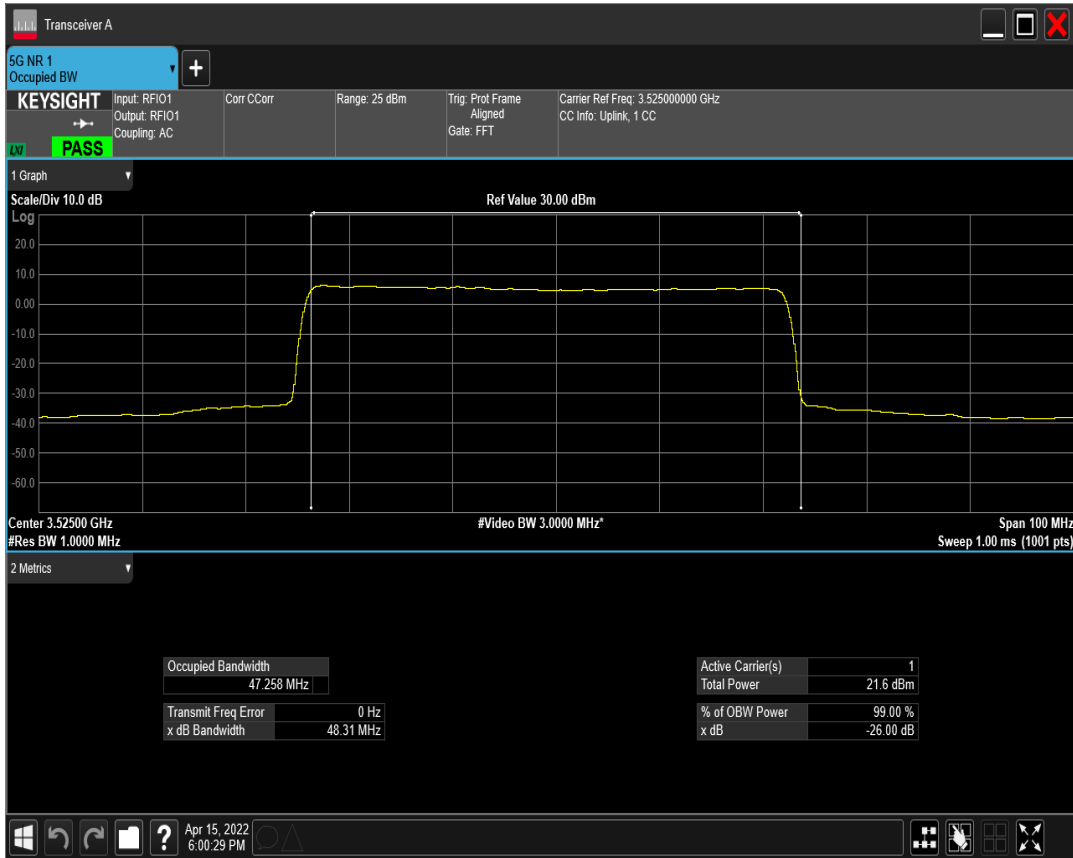 Transceiver A
5G NR 1
Occupied BW
KEYSIGHT
LXI
PASS
Input: RFIO1
Output: RFIO1
Coupling: AC
Corr CCorr
Range: 25 dBm
Trig: Prot Frame
Aligned
Gate: FFT
Carrier Ref Freq: 3.525000000 GHz
CC Info: Uplink, 1 CC
1 Graph
Scale/Div 10.0 dB
Ref Value 30.00 dBm
Log
20.0
10.0
0.00
-10.0
-20.0
-30.0
-40.0
-50.0
-60.0
Center 3.52500 GHz
#Video BW 3.0000 MHz*
Span 100 MHz
#Res BW 1.0000 MHz
Sweep 1.00 ms (1001 pts)
2 Metrics
Occupied Bandwidth
47.258 MHz
Transmit Freq Error 0 Hz
x dB Bandwidth 48.31 MHz
Active Carrier(s) 1
Total Power 21.6 dBm
% of OBW Power 99.00 %
x dB -26.00 dB
?
Apr 15, 2022
6:00:29 PM